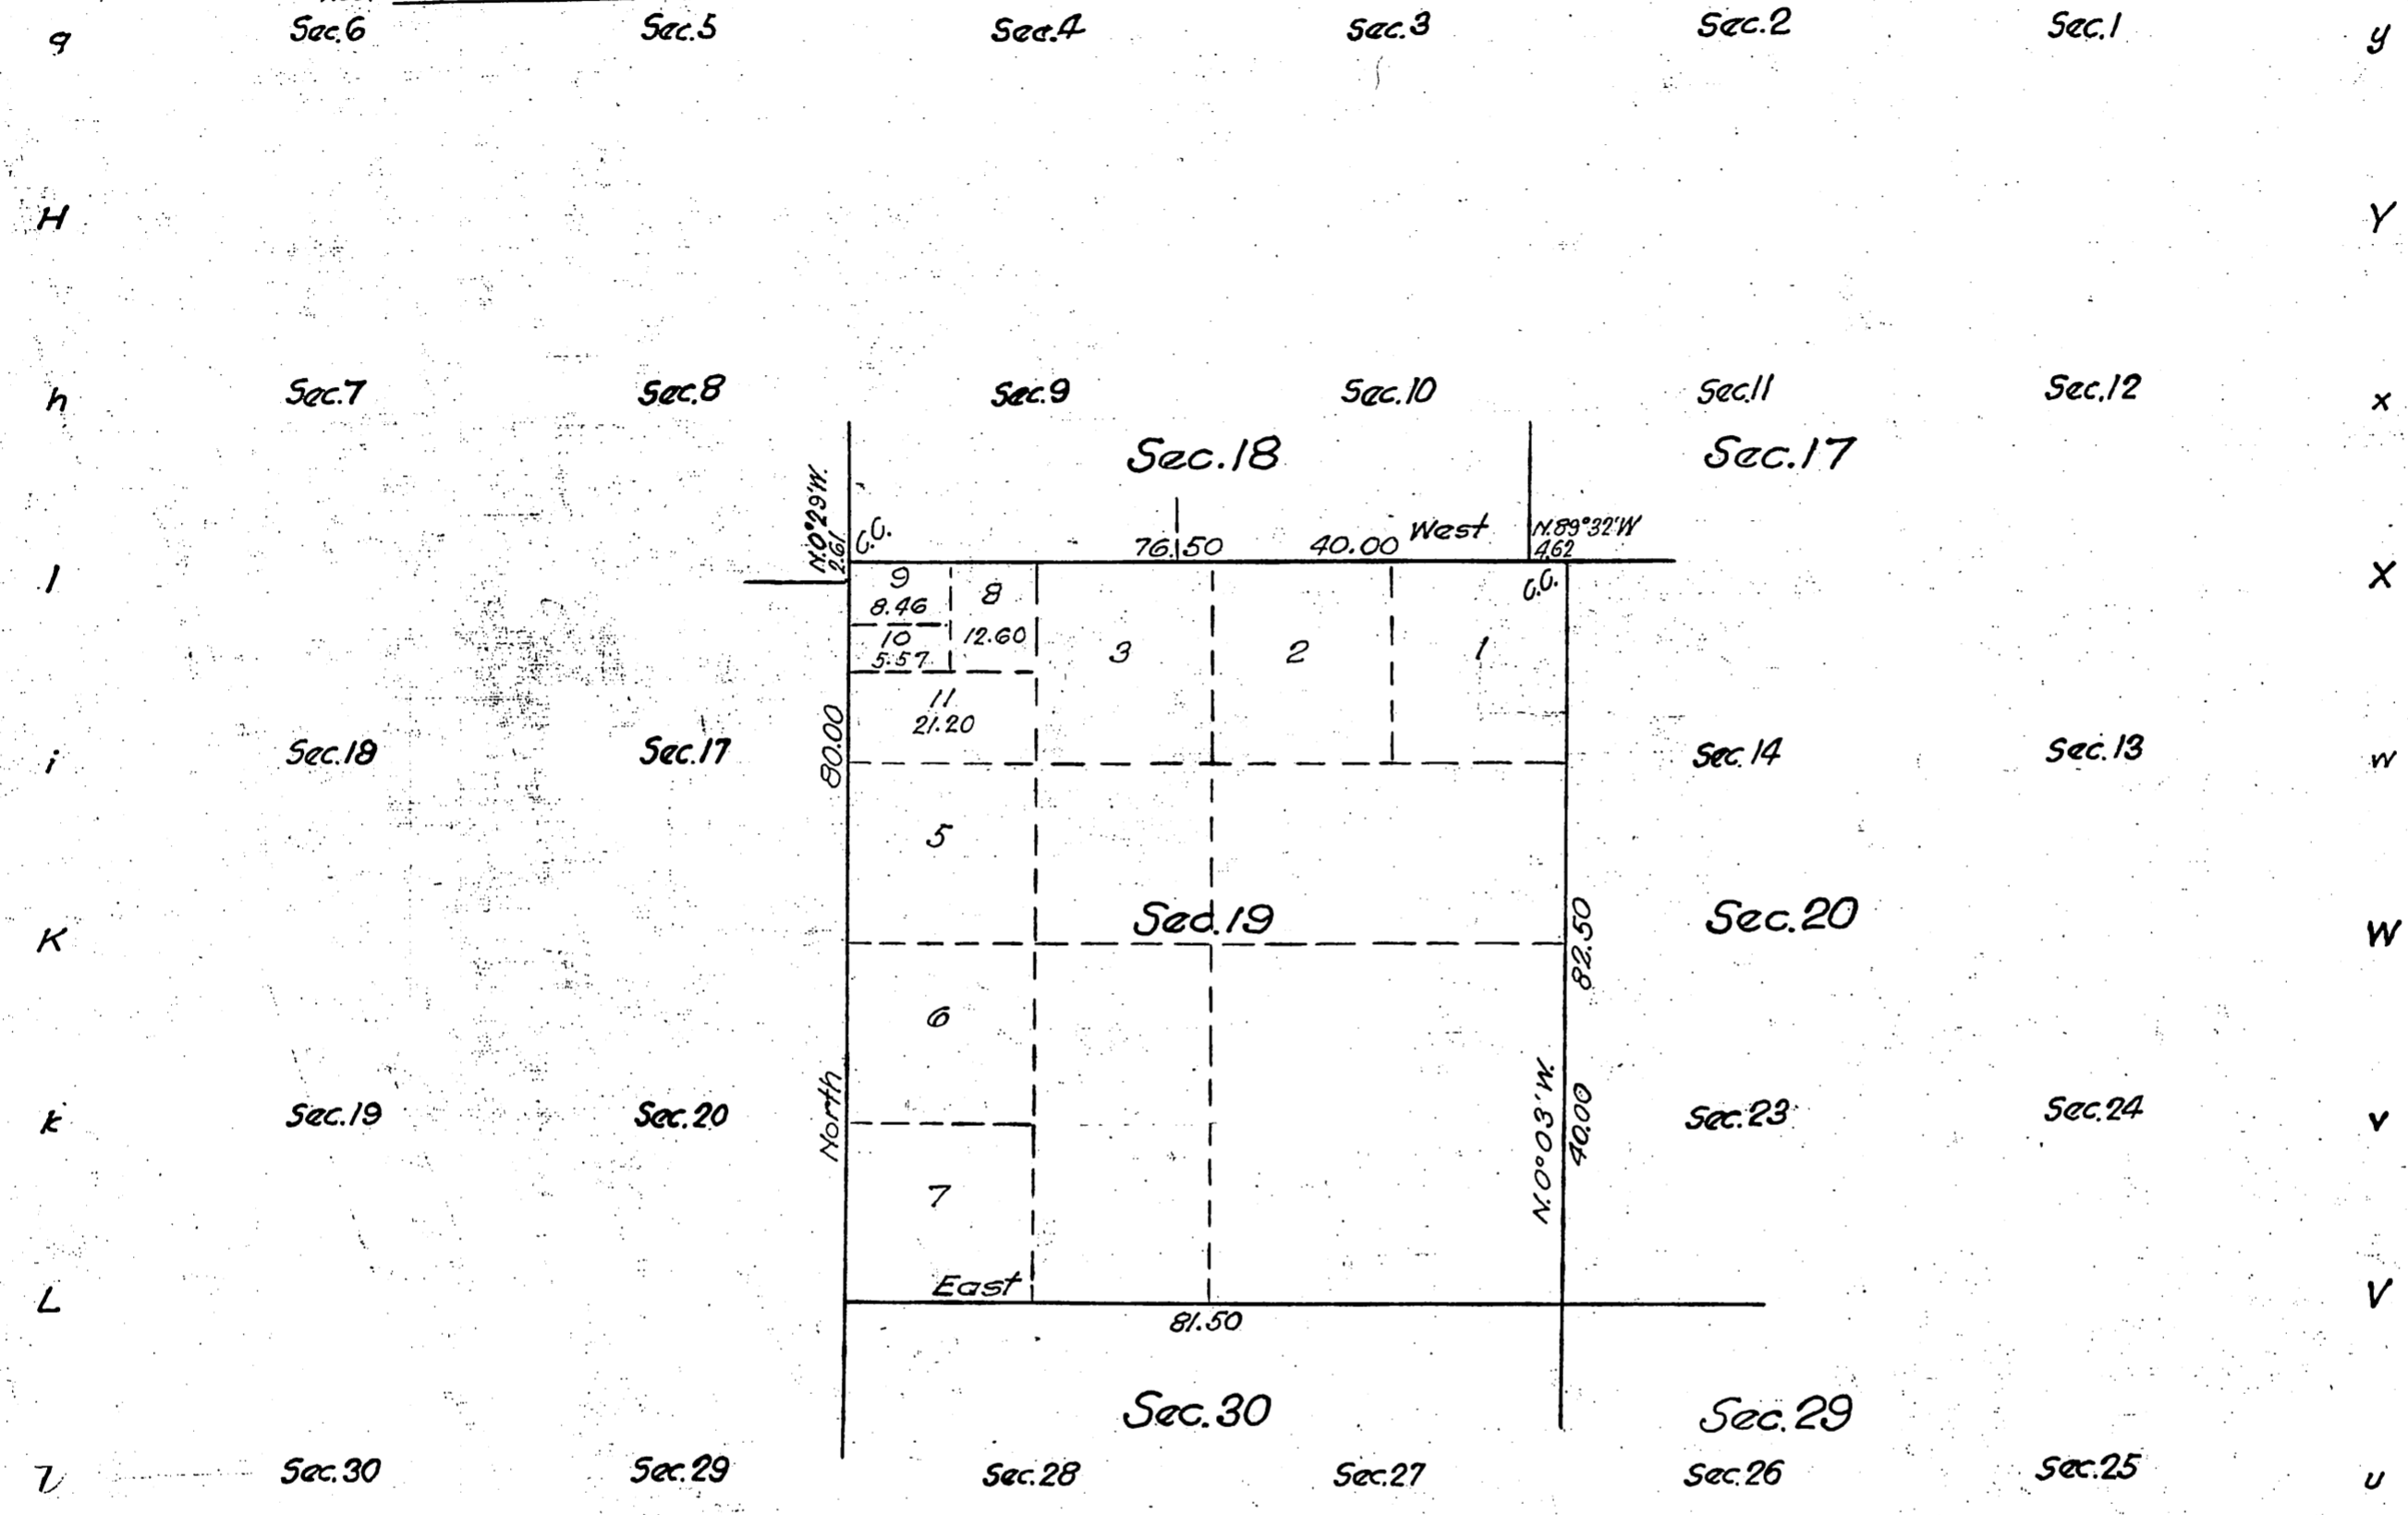 g Sec.6 Sec.5 Sec.4 Sec.3 Sec.2 Sec.1 y
H Y
h Sec.7 Sec.8 Sec.9 Sec.10 Sec.11 Sec.12 x
Sec.18 Sec.17
N.0°29'W.
2.61
C.C. 76.50 40.00 West N.89°32'W
4.62
I X
9 8 C.C.
8.46
10 12.60 3 2 1
5.57
11
21.20
80.00
i Sec.18 Sec.17 Sec.14 Sec.13 w
5
K Sec.19 82.50 Sec.20 W
6
North N.0°03'W. 40.00
k Sec.19 Sec.20 Sec.23 Sec.24 v
7
L East V
81.50
Sec.30 Sec.29
l Sec.30 Sec.29 Sec.28 Sec.27 Sec.26 Sec.25 u